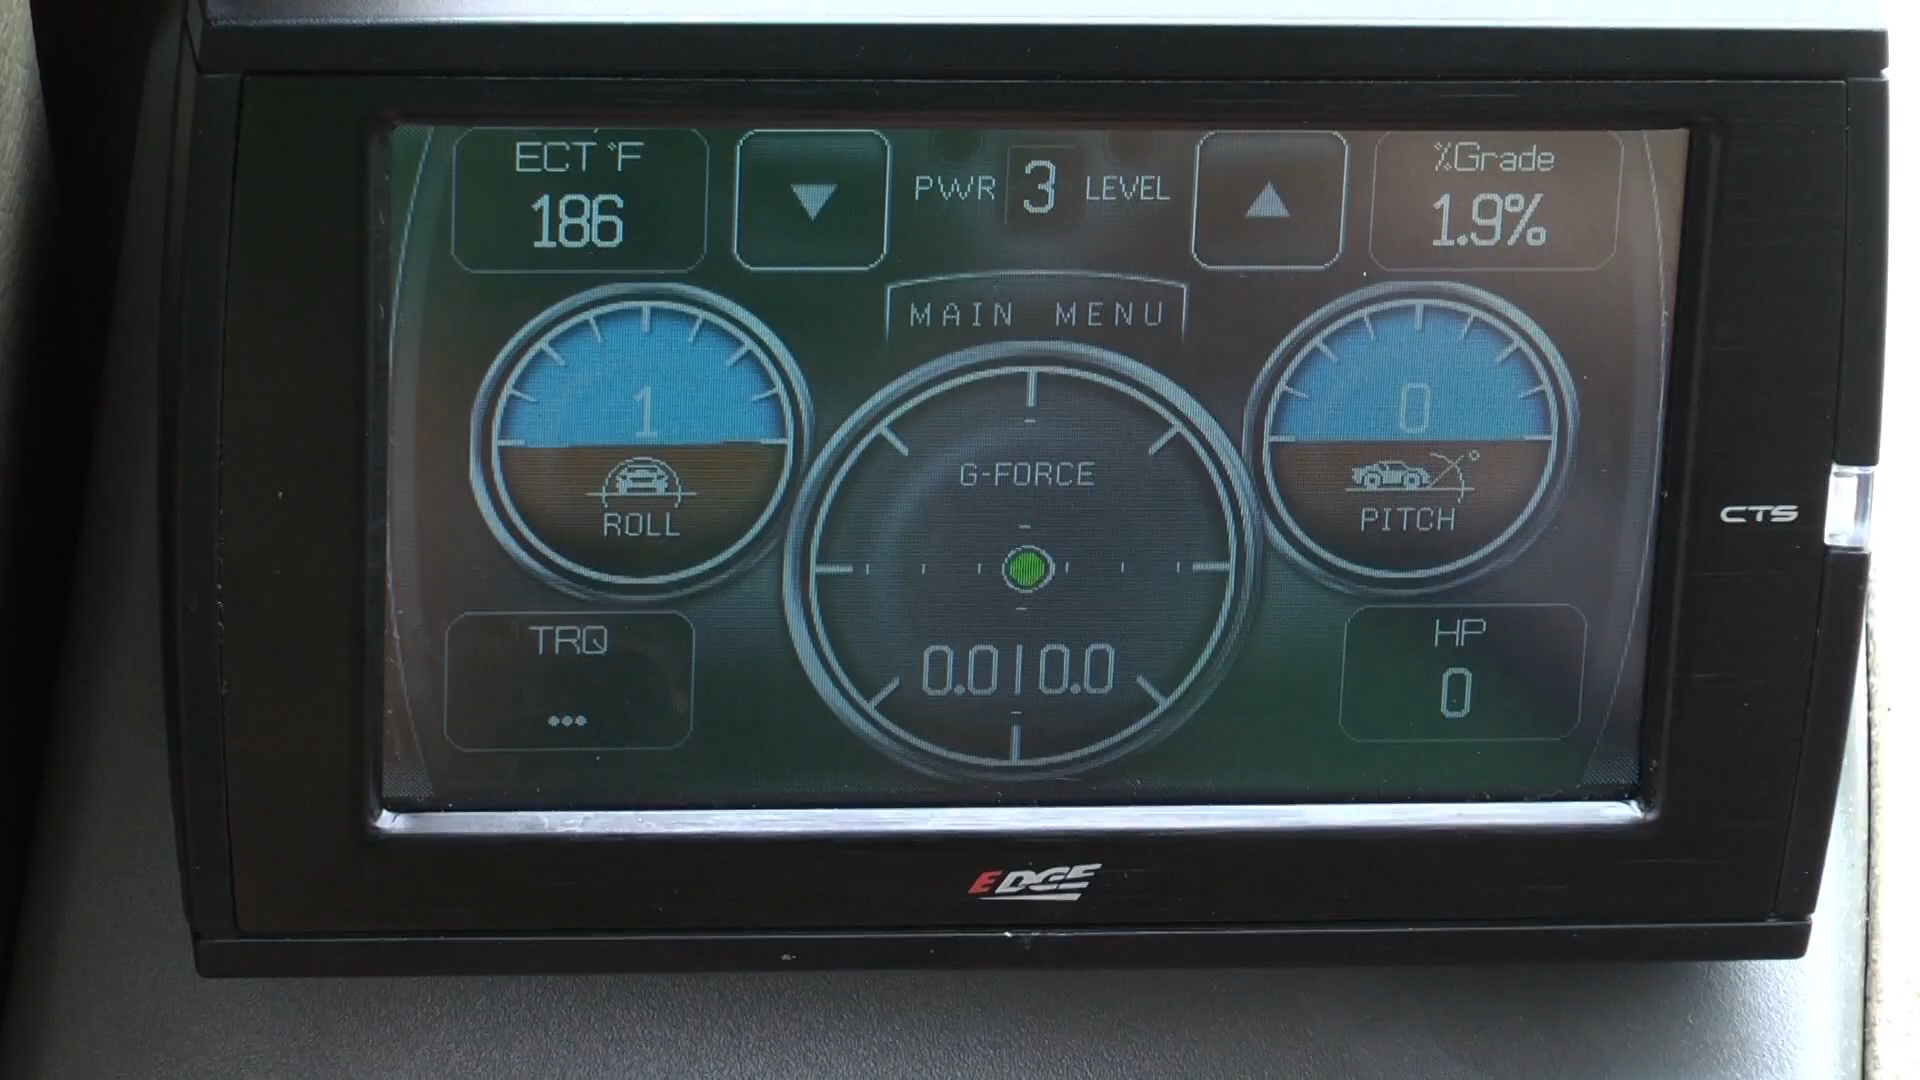 ECT °F
186
PWR 3 LEVEL
%Grade
1.9%
MAIN MENU
1
ROLL
G-FORCE
0.0|0.0
0
PITCH
CTS
TRQ
...
HP
0
EDGE